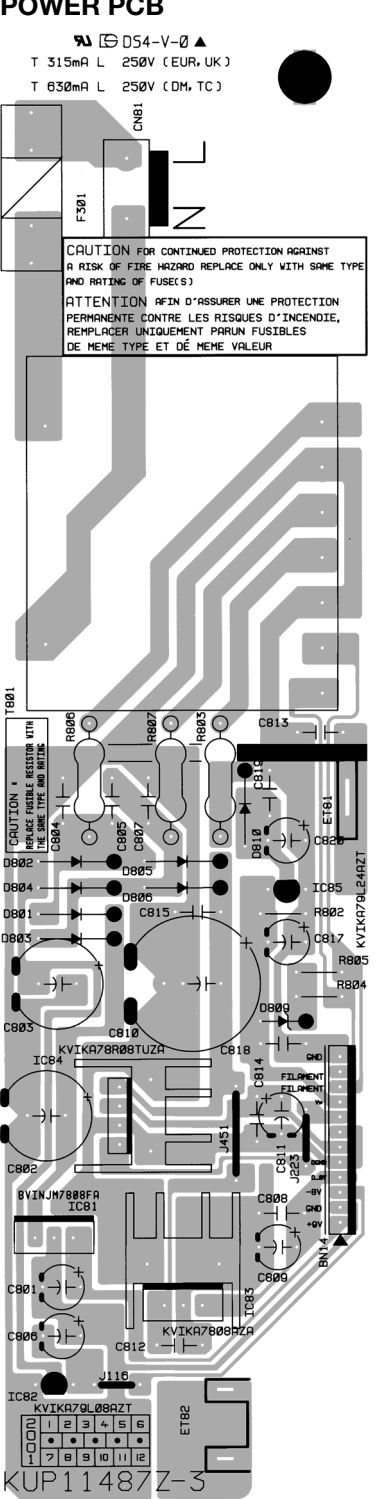 POWER PCB
DS4-V-0 ▲
T 315mA L 250V (EUR, UK)
T 630mA L 250V (DM, TC)
CN81
F301
N L
CAUTION FOR CONTINUED PROTECTION AGAINST
A RISK OF FIRE HAZARD REPLACE ONLY WITH SAME TYPE
AND RATING OF FUSE(S)
ATTENTION AFIN D'ASSURER UNE PROTECTION
PERMANENTE CONTRE LES RISQUES D'INCENDIE,
REMPLACER UNIQUEMENT PARUN FUSIBLES
DE MEME TYPE ET DÉ MEME VALEUR
T801
CAUTION :
REPLACE FUSIBLE RESISTOR WITH
THE SAME TYPE AND RATING
R806
R807
R803
C813
C819
ET81
C804
C805
C807
D810
C820
KVIKA79L24AZT
D802
D805
D804
D806
IC85
D801
C815
R802
D803
C817
R805
R804
C803
C810
D809
IC84
KVIKA78R08TUZA
C818
C814
GND
FILAMENT
FILAMENT
J451
C811
J223
C802
-8V
BVINJM7808FA
IC81
C808
GND
+9V
BN14
C809
C801
IC83
C806
KVIKA7808AZA
C812
J116
IC82
KVIKA79L08AZT
ET82
2001
1 2 3 4 5 6
7 8 9 10 11 12
KUP11487Z-3